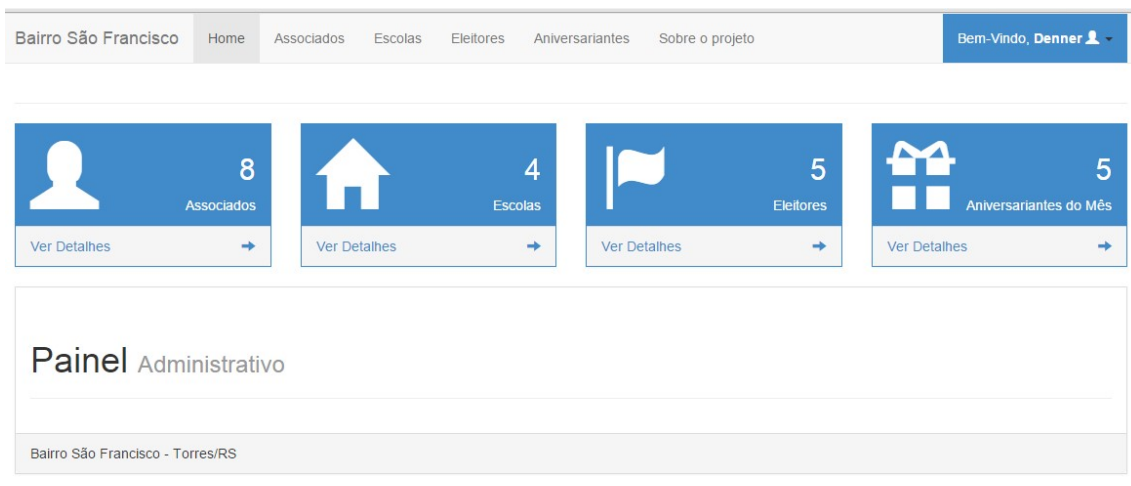 Bairro São Francisco Home Associados Escolas Eleitores Aniversariantes Sobre o projeto Bem-Vindo, Denner
8
Associados
Ver Detalhes
4
Escolas
Ver Detalhes
5
Eleitores
Ver Detalhes
5
Aniversariantes do Mês
Ver Detalhes
Painel Administrativo
Bairro São Francisco - Torres/RS